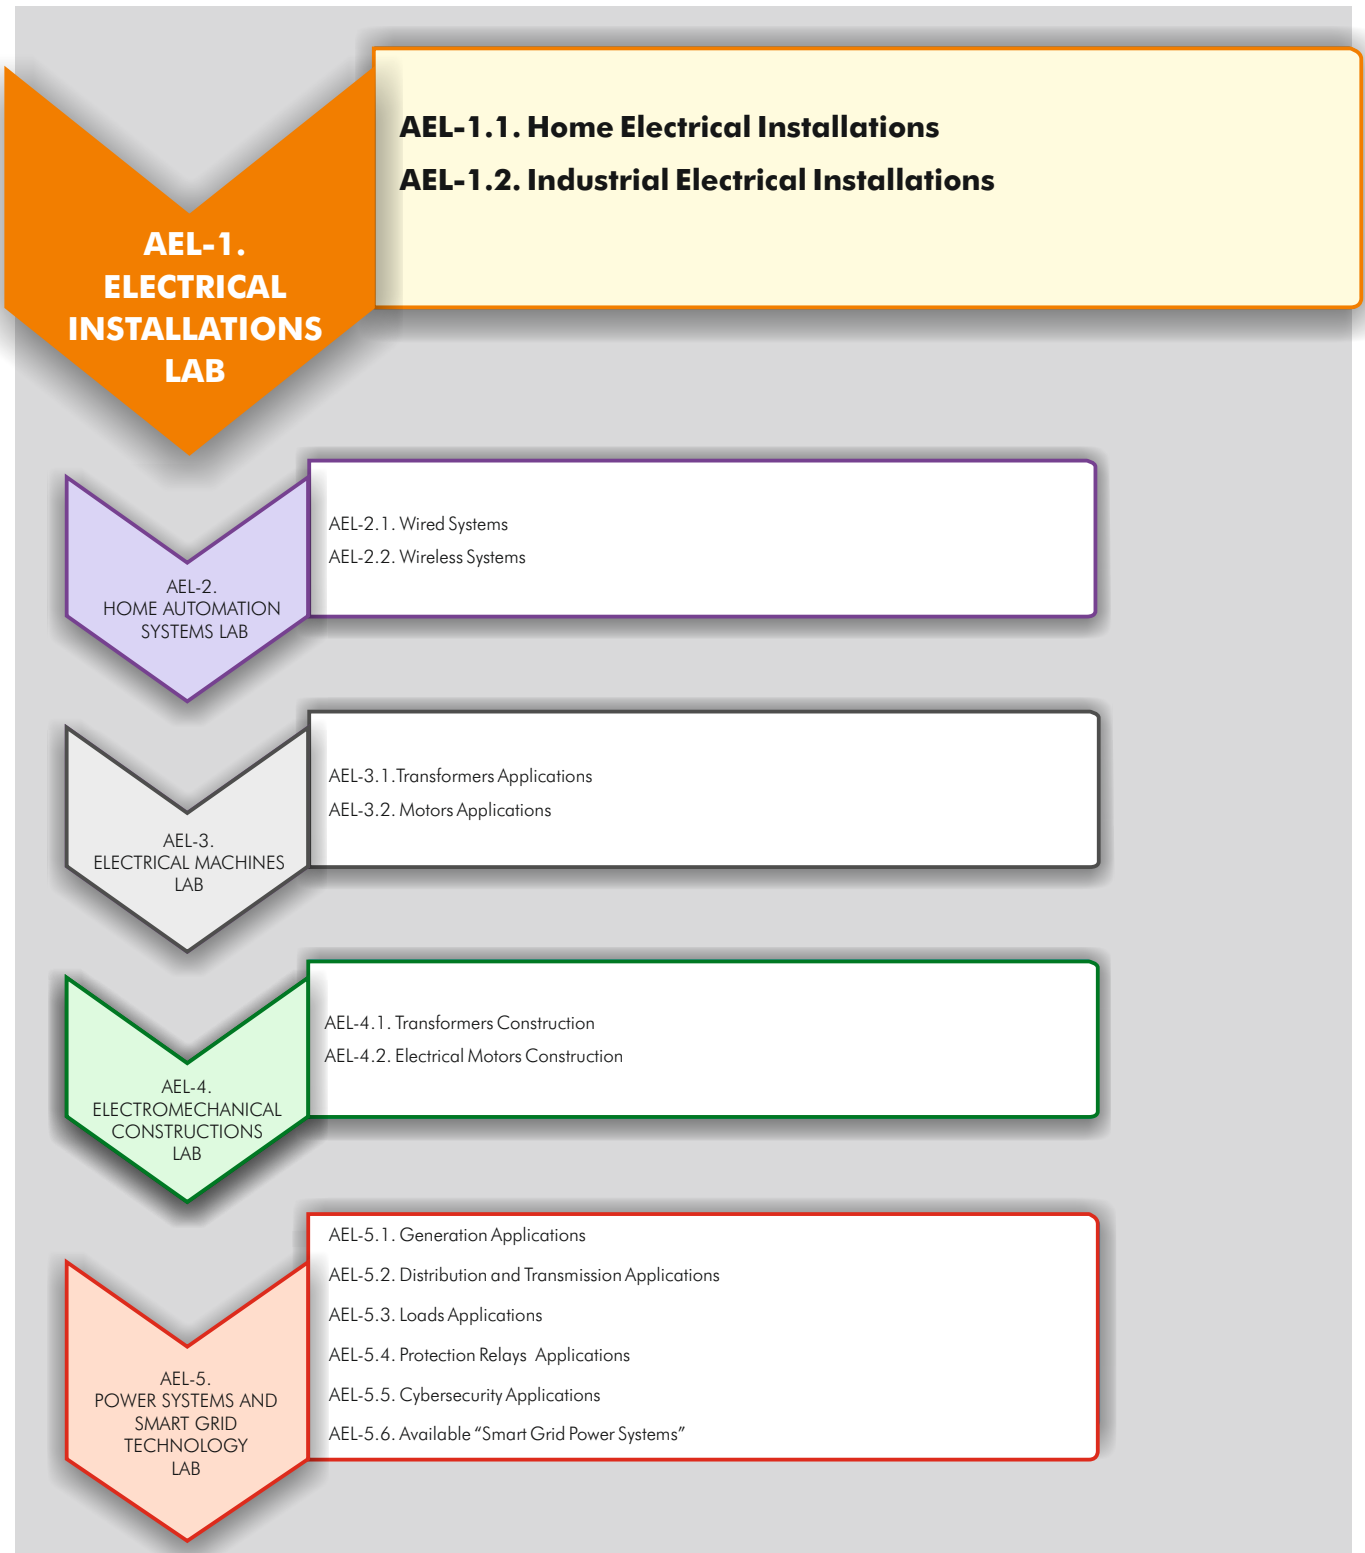 AEL-1.
ELECTRICAL
INSTALLATIONS
LAB
AEL-1.1. Home Electrical Installations
AEL-1.2. Industrial Electrical Installations
AEL-2.
HOME AUTOMATION
SYSTEMS LAB
AEL-2.1. Wired Systems
AEL-2.2. Wireless Systems
AEL-3.
ELECTRICAL MACHINES
LAB
AEL-3.1.Transformers Applications
AEL-3.2. Motors Applications
AEL-4.
ELECTROMECHANICAL
CONSTRUCTIONS
LAB
AEL-4.1. Transformers Construction
AEL-4.2. Electrical Motors Construction
AEL-5.
POWER SYSTEMS AND
SMART GRID
TECHNOLOGY
LAB
AEL-5.1. Generation Applications
AEL-5.2. Distribution and Transmission Applications
AEL-5.3. Loads Applications
AEL-5.4. Protection Relays  Applications
AEL-5.5. Cybersecurity Applications
AEL-5.6. Available “Smart Grid Power Systems”